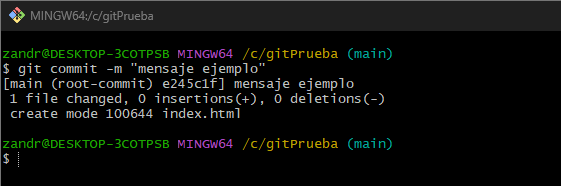 MINGW64:/c/gitPrueba
zandr@DESKTOP-3COTPSB MINGW64 /c/gitPrueba (main)
$ git commit -m "mensaje ejemplo"
[main (root-commit) e245c1f] mensaje ejemplo
 1 file changed, 0 insertions(+), 0 deletions(-)
 create mode 100644 index.html
zandr@DESKTOP-3COTPSB MINGW64 /c/gitPrueba (main)
$